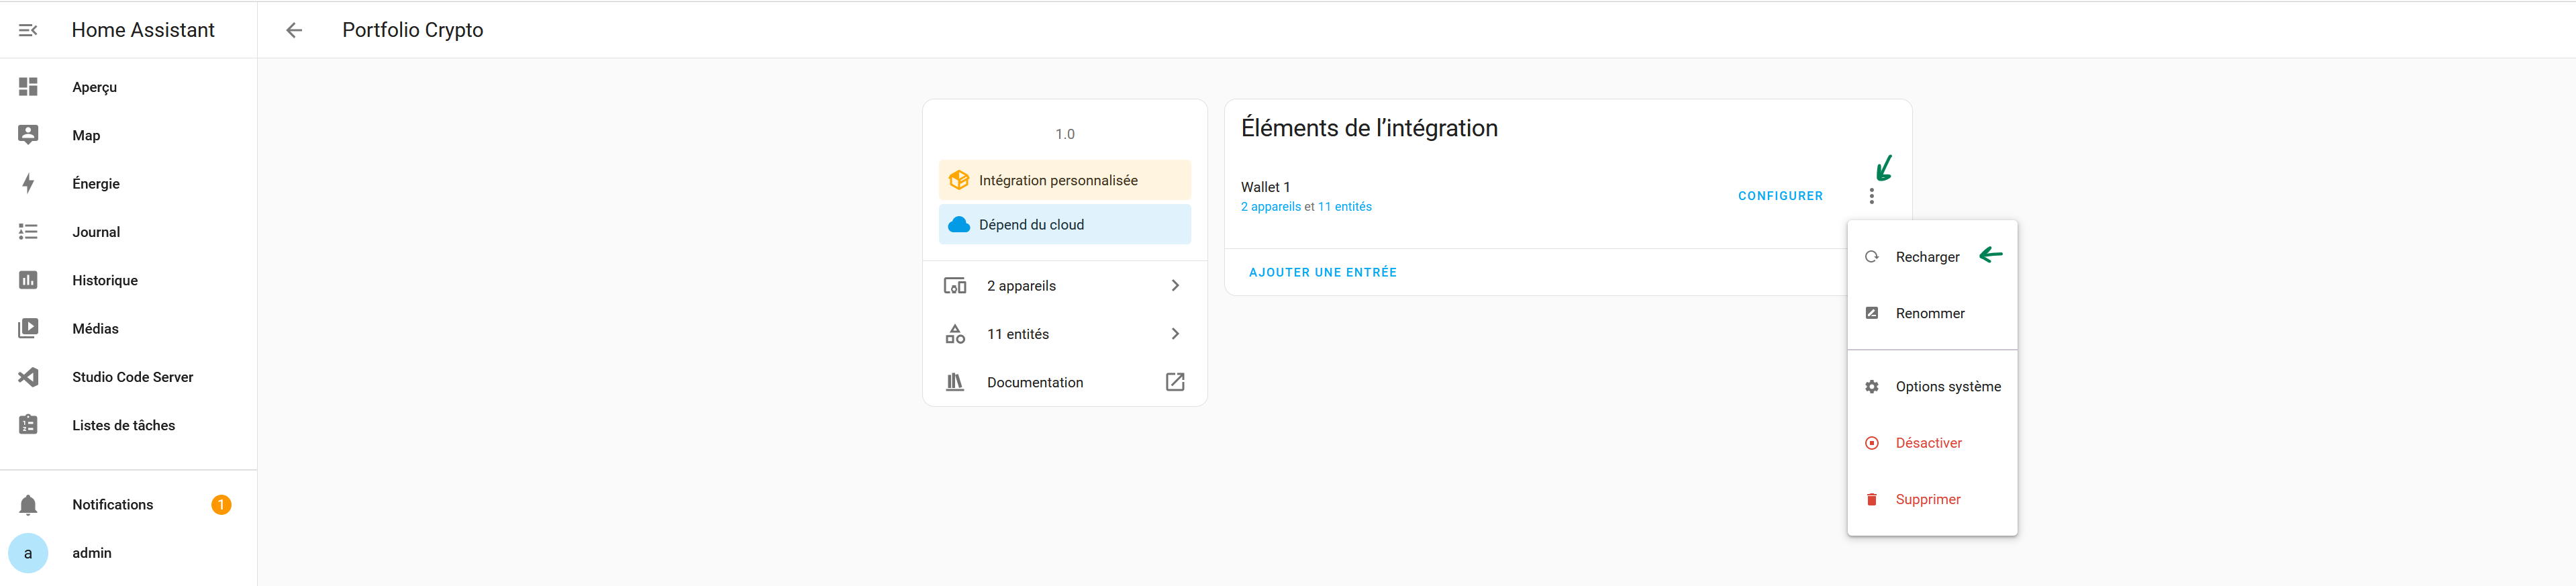 Home Assistant
Portfolio Crypto
Aperçu
Map
Énergie
Journal
Historique
Médias
Studio Code Server
Listes de tâches
Notifications
1
a
admin
1.0
Intégration personnalisée
Dépend du cloud
2 appareils
11 entités
Documentation
Éléments de l’intégration
Wallet 1
2 appareils et 11 entités
CONFIGURER
AJOUTER UNE ENTRÉE
Recharger
Renommer
Options système
Désactiver
Supprimer